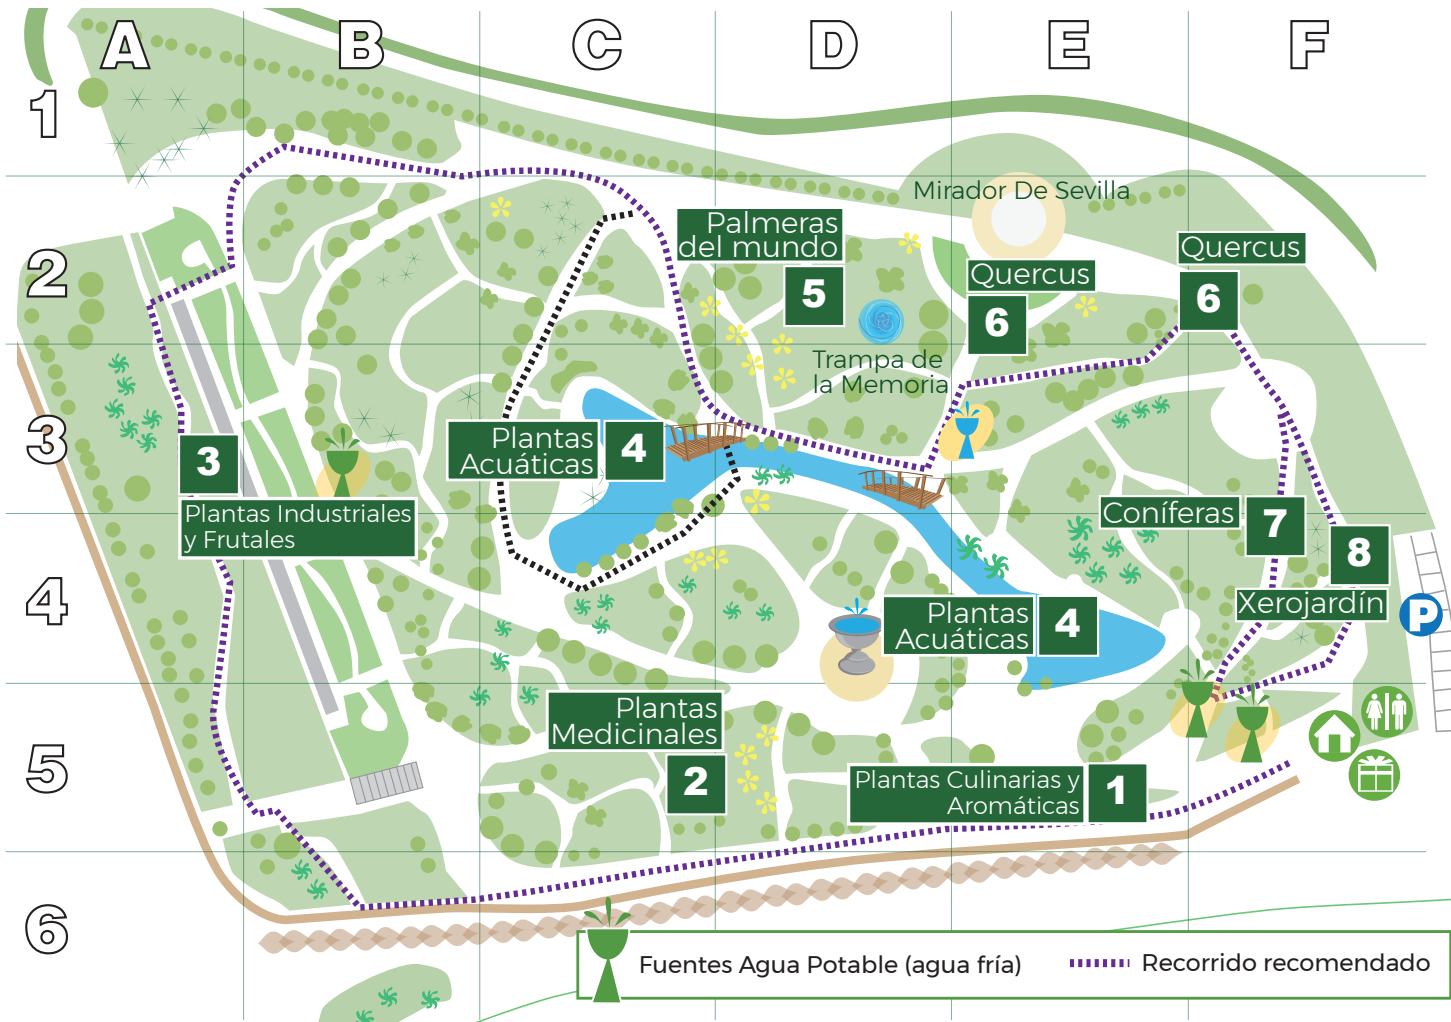 A B C D E F
1
Mirador De Sevilla
2
Palmeras
del mundo
5
Quercus
6
Quercus
6
Trampa de
la Memoria
3
3
Plantas Industriales
y Frutales
Plantas
Acuáticas
4
Coníferas
7
8
Xerojardín
P
4
Plantas
Acuáticas
4
5
Plantas
Medicinales
2
Plantas Culinarias y
Aromáticas
1
6
Fuentes Agua Potable (agua fría)
Recorrido recomendado